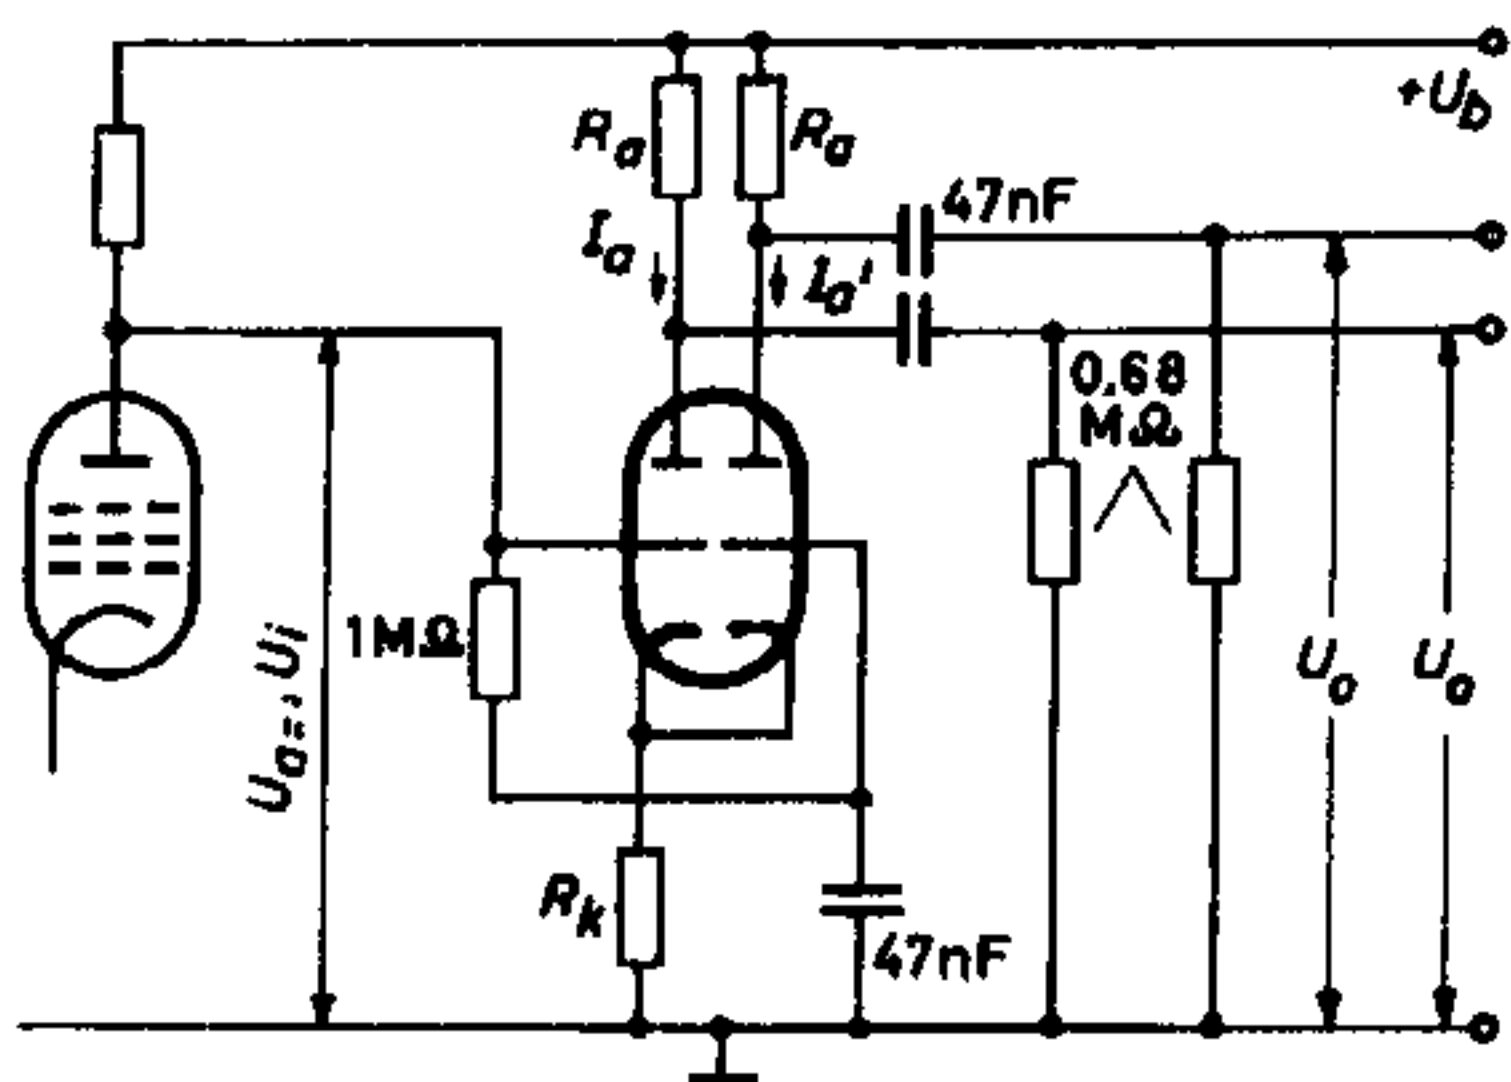 +Ub
Ra
Ra
47nF
Ia
Ia'
0.68
MΩ
1MΩ
Ua=, Ui
Uo
Uo
Rk
47nF